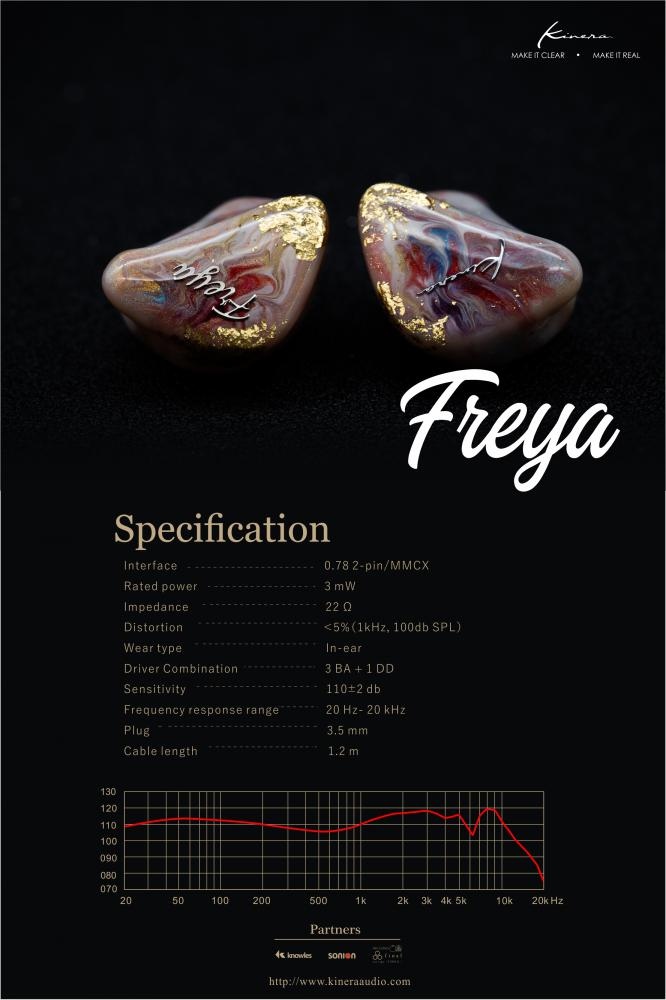 Kinera
MAKE IT CLEAR • MAKE IT REAL
Freya
Kinera
Freya
Specification
Interface 0.78 2-pin/MMCX
Rated power 3 mW
Impedance 22 Ω
Distortion <5%(1kHz, 100db SPL)
Wear type In-ear
Driver Combination 3 BA + 1 DD
Sensitivity 110±2 db
Frequency response range 20 Hz- 20 kHz
Plug 3.5 mm
Cable length 1.2 m
130
120
110
100
090
080
070
20 50 100 200 500 1k 2k 3k 4k 5k 10k 20k Hz
Partners
knowles SONION final
http://www.kineraaudio.com